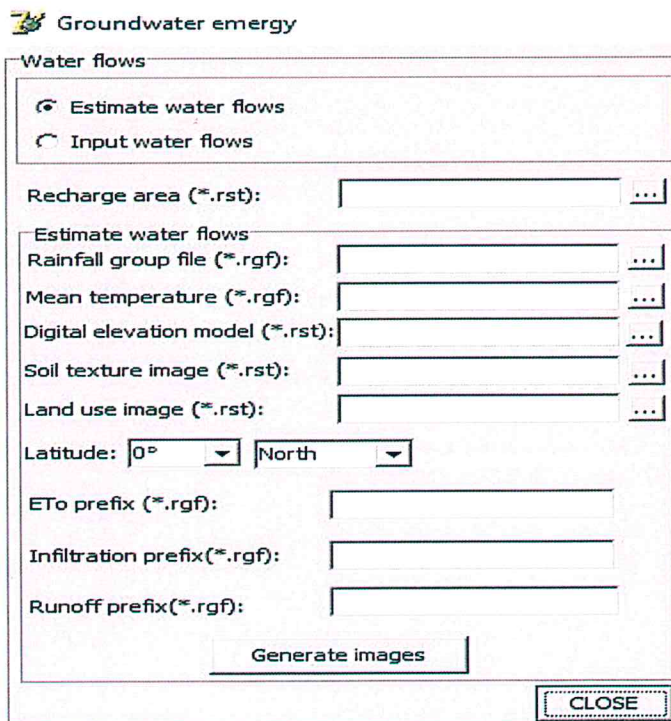 Groundwater emergy
Water flows
Estimate water flows
Input water flows
Recharge area (*.rst):
...
Estimate water flows
Rainfall group file (*.rgf):
...
Mean temperature (*.rgf):
...
Digital elevation model (*.rst):
...
Soil texture image (*.rst):
...
Land use image (*.rst):
...
Latitude: 0º North
ETo prefix (*.rgf):
Infiltration prefix(*.rgf):
Runoff prefix(*.rgf):
Generate images
CLOSE